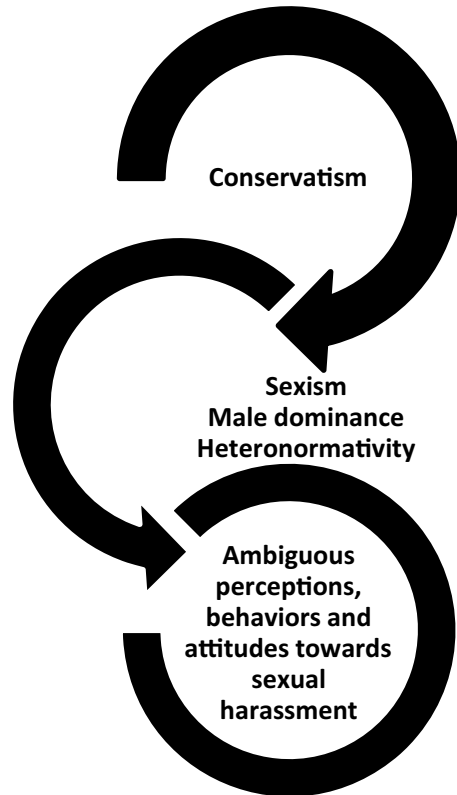 Conservatism
Sexism
Male dominance
Heteronormativity
Ambiguous
perceptions,
behaviors and
attitudes towards
sexual
harassment